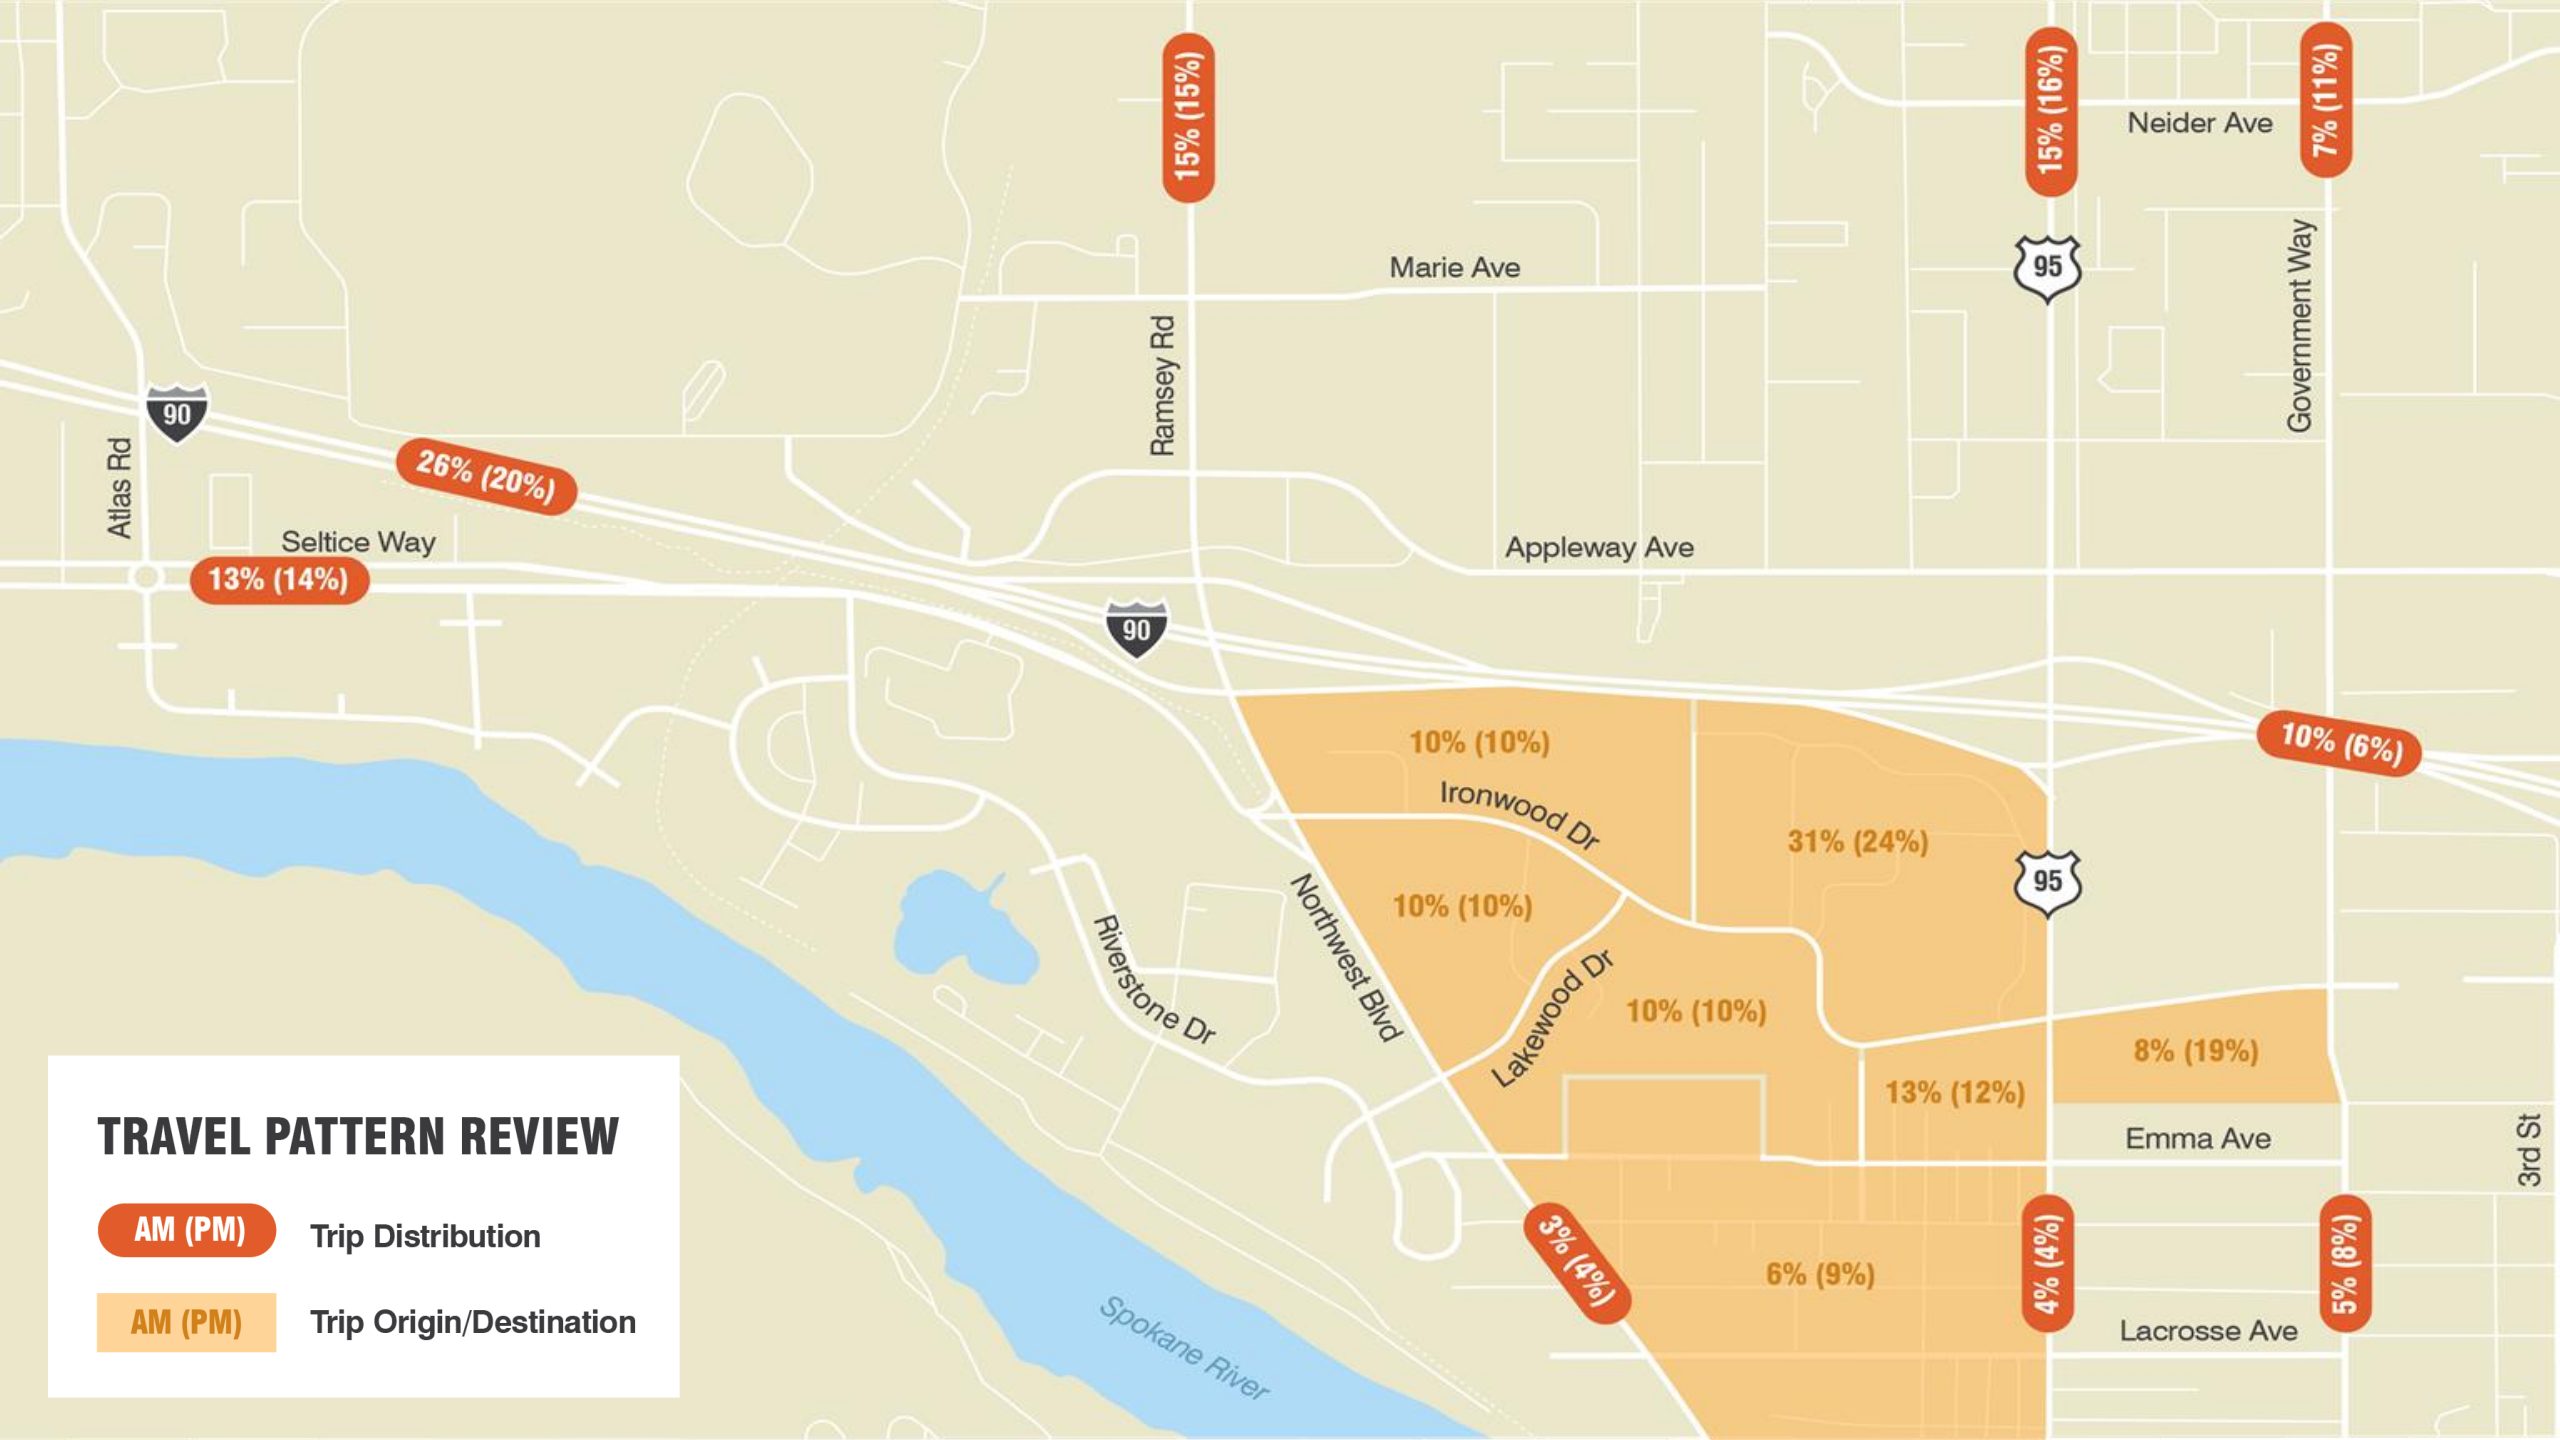 15% (15%)
15% (16%)
7% (11%)
Neider Ave
95
Marie Ave
Government Way
Ramsey Rd
90
Atlas Rd
26% (20%)
Seltice Way
13% (14%)
Appleway Ave
90
10% (10%)
10% (6%)
Ironwood Dr
31% (24%)
95
10% (10%)
Northwest Blvd
Riverstone Dr
Lakewood Dr
10% (10%)
8% (19%)
13% (12%)
Emma Ave
3rd St
3% (4%)
4% (4%)
5% (8%)
6% (9%)
Lacrosse Ave
Spokane River
TRAVEL PATTERN REVIEW
AM (PM) Trip Distribution
AM (PM) Trip Origin/Destination